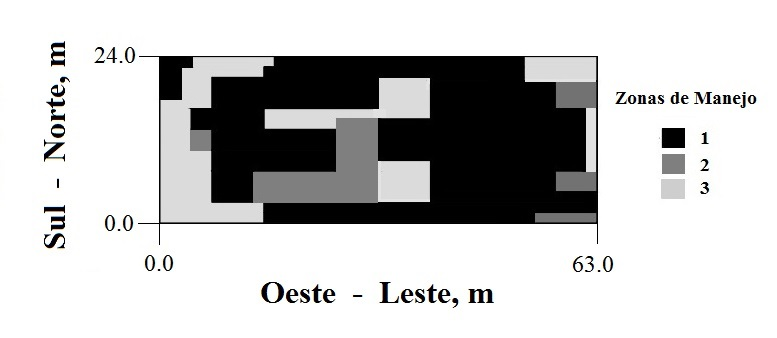 24.0
Sul - Norte, m
Zonas de Manejo
1
2
3
0.0
0.0
63.0
Oeste - Leste, m